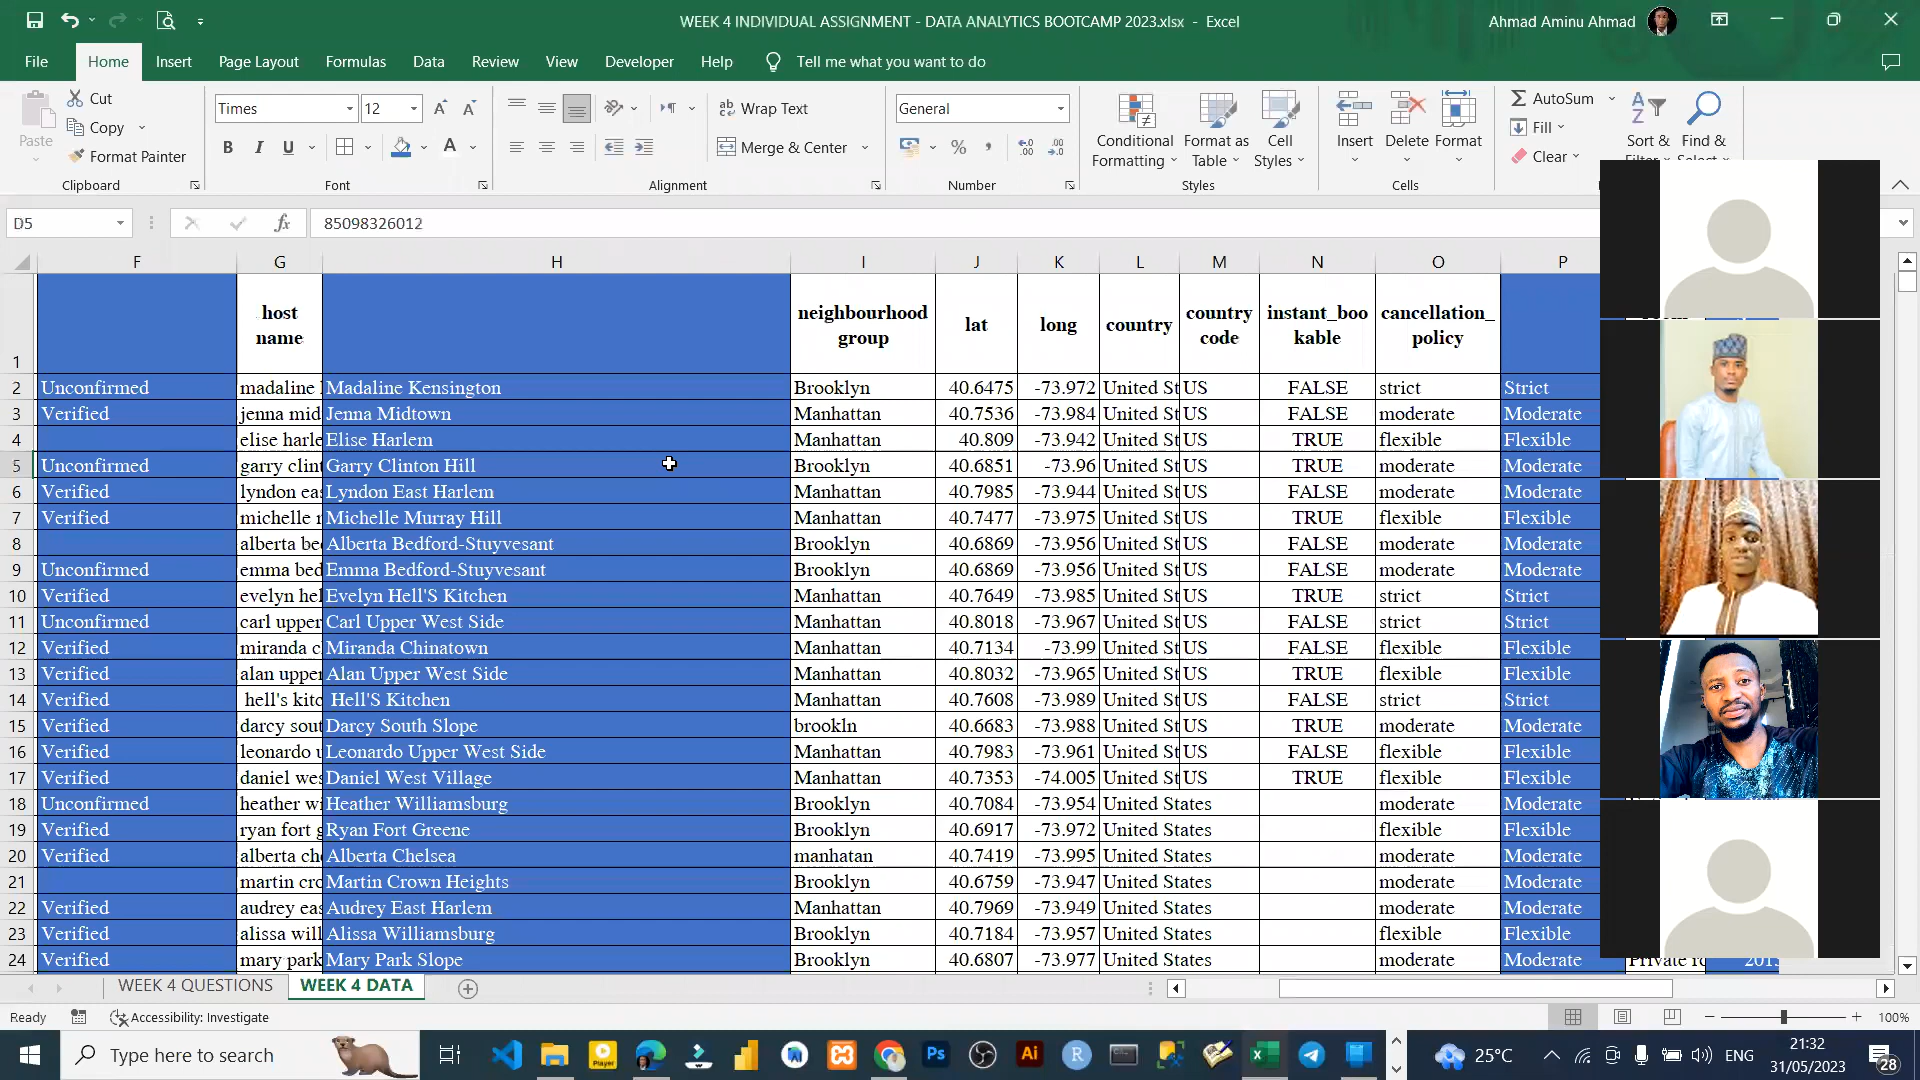 WEEK 4 INDIVIDUAL ASSIGNMENT - DATA ANALYTICS BOOTCAMP 2023.xlsx - Excel
Ahmad Aminu Ahmad
File Home Insert Page Layout Formulas Data Review View Developer Help Tell me what you want to do
Paste Cut Copy Format Painter Clipboard
Times 12 B I U A Font
Wrap Text Merge & Center Alignment
General % Number
Conditional Formatting Format as Table Cell Styles Styles
Insert Delete Format Cells
AutoSum Fill Clear Sort & Find &
D5 fx 85098326012
F G H I J K L M N O P
1 host name neighbourhood group lat long country country code instant_boo kable cancellation_ policy
2 Unconfirmed madaline Madaline Kensington Brooklyn 40.6475 -73.972 United St US FALSE strict Strict
3 Verified jenna mid Jenna Midtown Manhattan 40.7536 -73.984 United St US FALSE moderate Moderate
4 elise harle Elise Harlem Manhattan 40.809 -73.942 United St US TRUE flexible Flexible
5 Unconfirmed garry clint Garry Clinton Hill Brooklyn 40.6851 -73.96 United St US TRUE moderate Moderate
6 Verified lyndon eas Lyndon East Harlem Manhattan 40.7985 -73.944 United St US FALSE moderate Moderate
7 Verified michelle Michelle Murray Hill Manhattan 40.7477 -73.975 United St US TRUE flexible Flexible
8 alberta be Alberta Bedford-Stuyvesant Brooklyn 40.6869 -73.956 United St US FALSE moderate Moderate
9 Unconfirmed emma bed Emma Bedford-Stuyvesant Brooklyn 40.6869 -73.956 United St US FALSE moderate Moderate
10 Verified evelyn hel Evelyn Hell'S Kitchen Manhattan 40.7649 -73.985 United St US TRUE strict Strict
11 Unconfirmed carl upper Carl Upper West Side Manhattan 40.8018 -73.967 United St US FALSE strict Strict
12 Verified miranda c Miranda Chinatown Manhattan 40.7134 -73.99 United St US FALSE flexible Flexible
13 Verified alan upper Alan Upper West Side Manhattan 40.8032 -73.965 United St US TRUE flexible Flexible
14 Verified hell's kitc Hell'S Kitchen Manhattan 40.7608 -73.989 United St US FALSE strict Strict
15 Verified darcy sout Darcy South Slope brookln 40.6683 -73.988 United St US TRUE moderate Moderate
16 Verified leonardo u Leonardo Upper West Side Manhattan 40.7983 -73.961 United St US FALSE flexible Flexible
17 Verified daniel wes Daniel West Village Manhattan 40.7353 -74.005 United St US TRUE flexible Flexible
18 Unconfirmed heather wi Heather Williamsburg Brooklyn 40.7084 -73.954 United States moderate Moderate
19 Verified ryan fort g Ryan Fort Greene Brooklyn 40.6917 -73.972 United States flexible Flexible
20 Verified alberta che Alberta Chelsea manhatan 40.7419 -73.995 United States moderate Moderate
21 martin cro Martin Crown Heights Brooklyn 40.6759 -73.947 United States moderate Moderate
22 Verified audrey eas Audrey East Harlem Manhattan 40.7969 -73.949 United States moderate Moderate
23 Verified alissa will Alissa Williamsburg Brooklyn 40.7184 -73.957 United States flexible Flexible
24 Verified mary park Mary Park Slope Brooklyn 40.6807 -73.977 United States moderate Moderate Private ro
WEEK 4 QUESTIONS WEEK 4 DATA
Ready Accessibility: Investigate 100%
Type here to search Player Ps Ai R 25°C ENG 21:32
31/05/2023 28